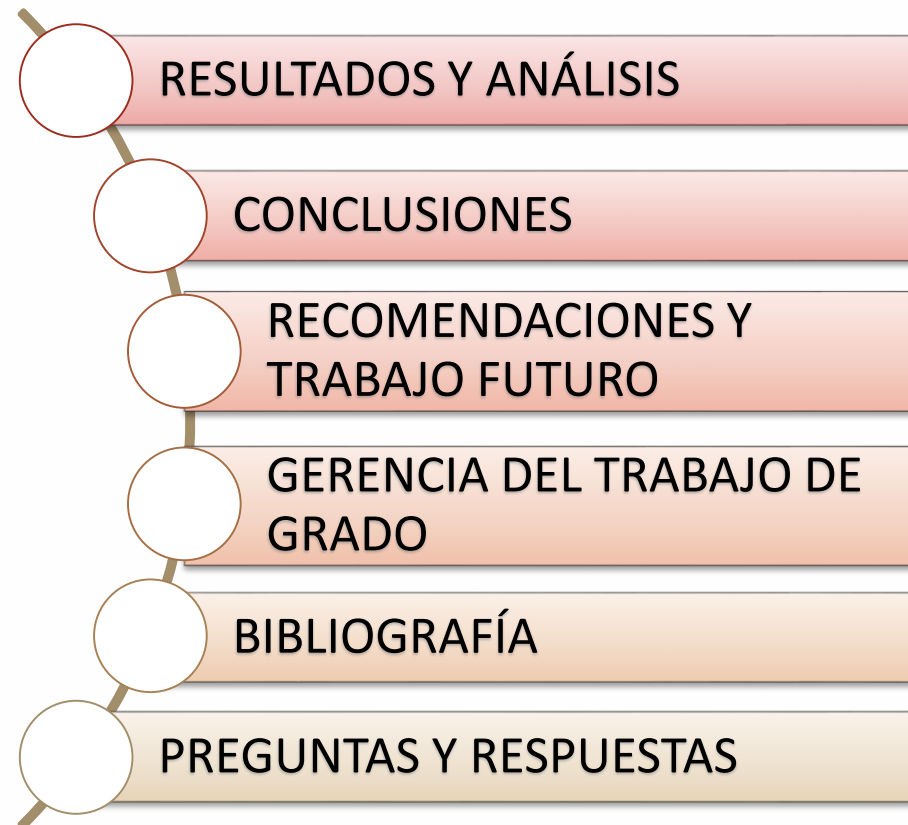 RESULTADOS Y ANÁLISIS
CONCLUSIONES
RECOMENDACIONES Y
TRABAJO FUTURO
GERENCIA DEL TRABAJO DE
GRADO
BIBLIOGRAFÍA
PREGUNTAS Y RESPUESTAS